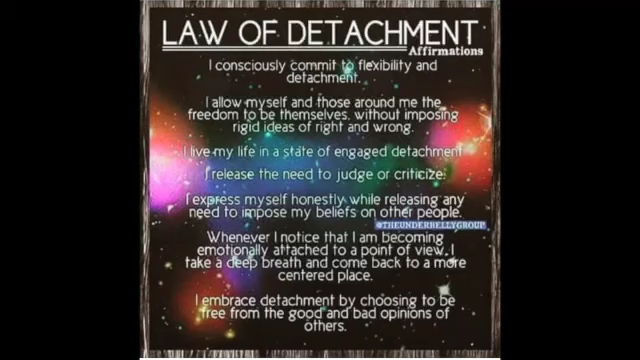 LAW OF DETACHMENT
Affirmations
I consciously commit to flexibility and
detachment.
I allow myself and those around me the
freedom to be themselves, without imposing
rigid ideas of right and wrong.
I live my life in a state of engaged detachment
I release the need to judge or criticize.
I express myself honestly while releasing any
need to impose my beliefs on other people.
@THEUNDERBELLYGROUP
Whenever I notice that I am becoming
emotionally attached to a point of view, I
take a deep breath and come back to a more
centered place.
I embrace detachment by choosing to be
free from the good and bad opinions of
others.